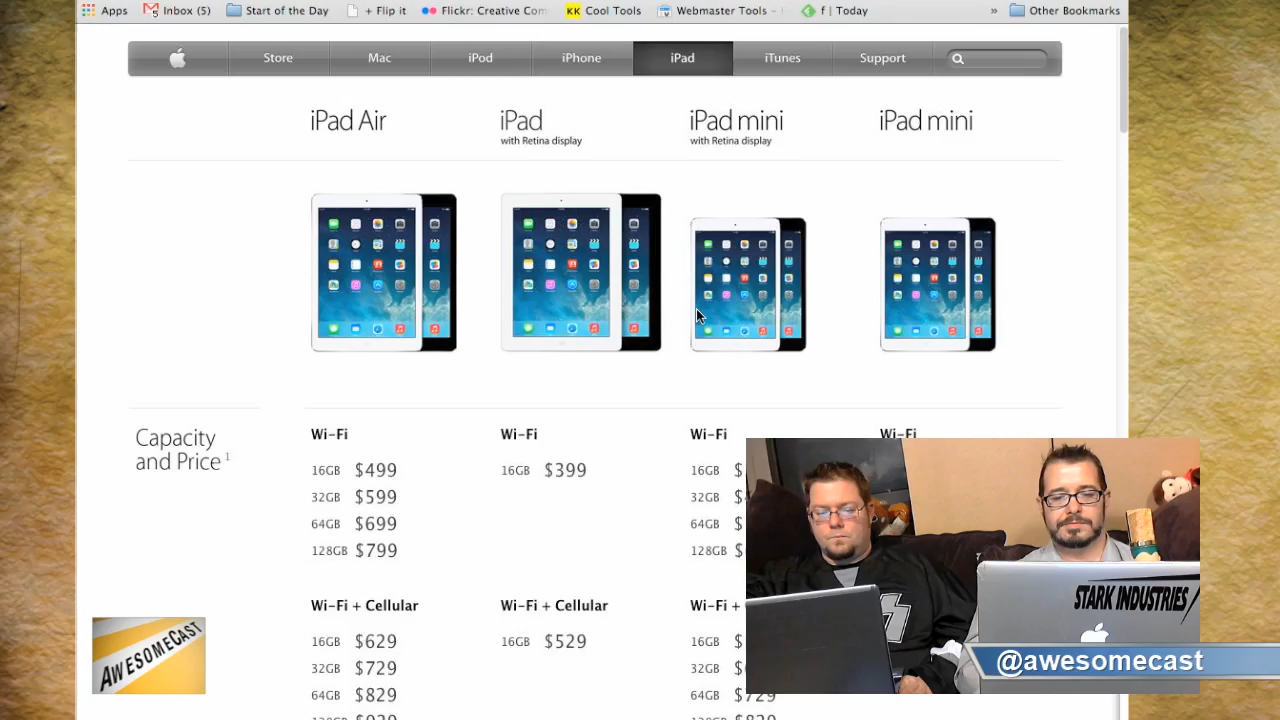 Apps Inbox (5) Start of the Day + Flip it Flickr: Creative Com KK Cool Tools Webmaster Tools - f | Today » Other Bookmarks
Store Mac iPod iPhone iPad iTunes Support
iPad Air iPad iPad mini iPad mini
with Retina display with Retina display
Capacity
and Price 1
Wi-Fi Wi-Fi Wi-Fi Wi-Fi
16GB $499 16GB $399 16GB $
32GB $599 32GB $
64GB $699 64GB $
128GB $799 128GB $
Wi-Fi + Cellular Wi-Fi + Cellular Wi-Fi +
16GB $629 16GB $529 16GB $
32GB $729 32GB $
64GB $829 64GB $729
AWESOMECAST
STARK INDUSTRIES
@awesomecast